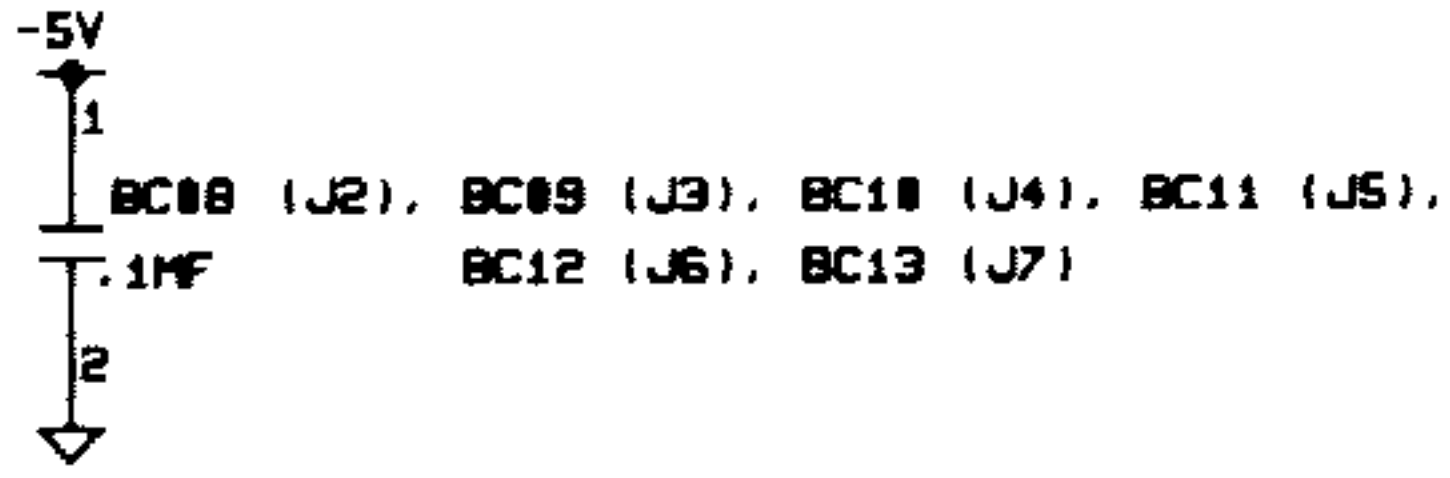 -5V
1
BC08 (J2), BC09 (J3), BC10 (J4), BC11 (J5),
.1MF BC12 (J6), BC13 (J7)
2